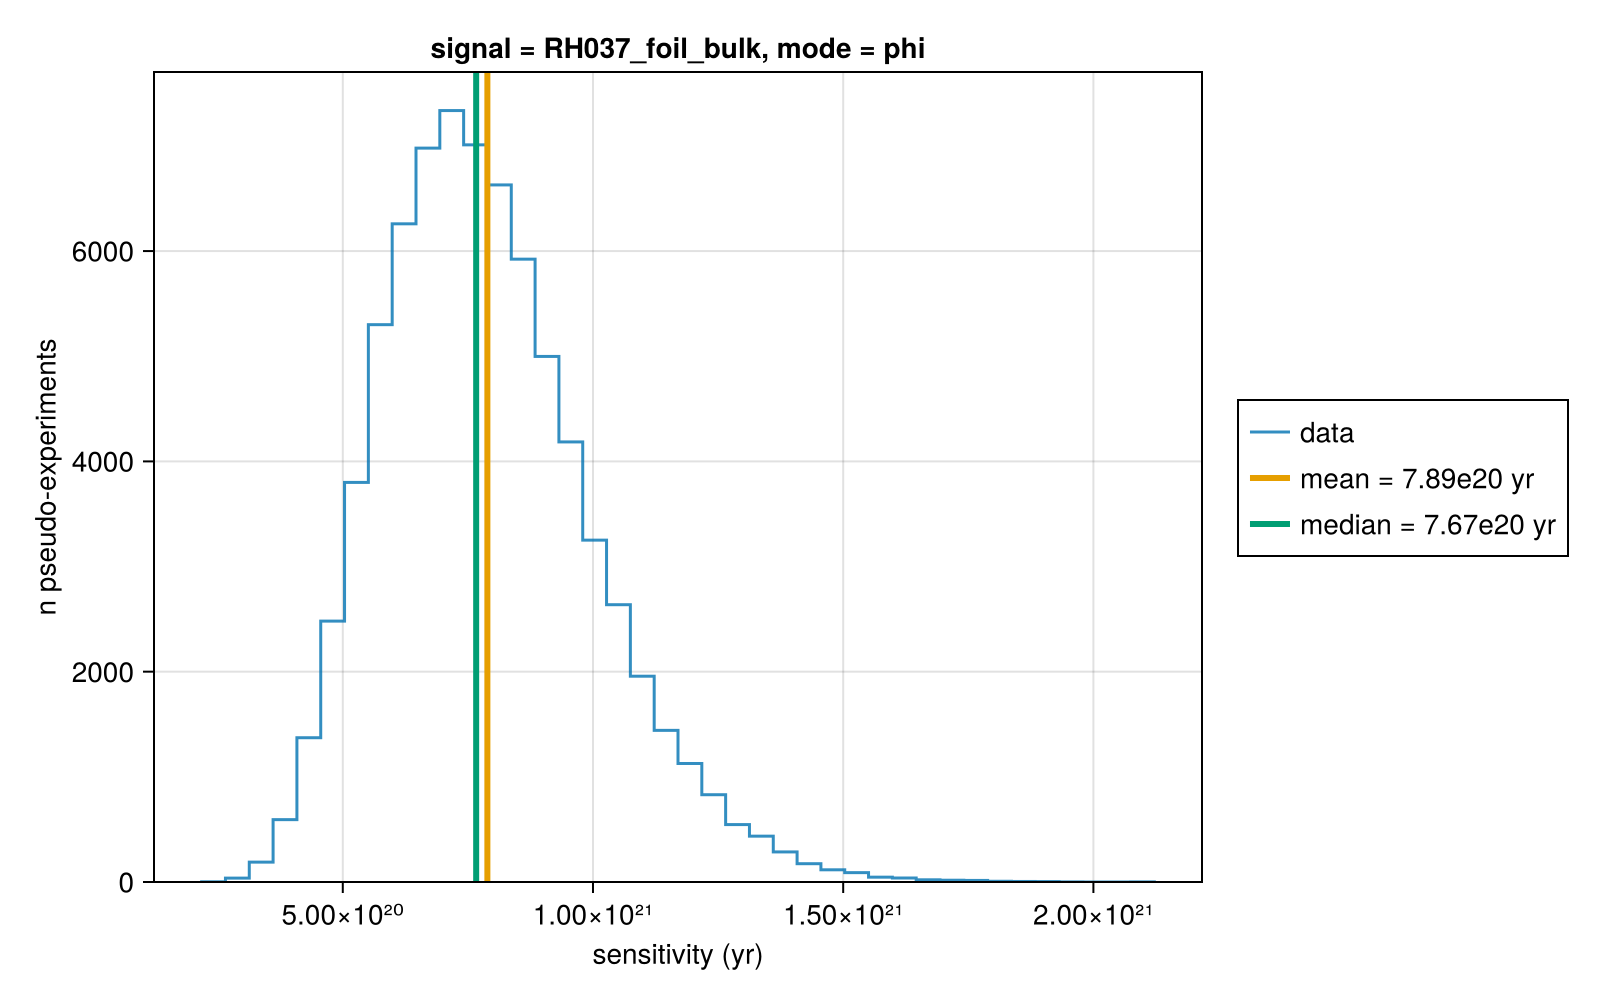 signal = RH037_foil_bulk, mode = phi
n pseudo-experiments
6000
4000
2000
0
5.00×10²⁰
1.00×10²¹
1.50×10²¹
2.00×10²¹
sensitivity (yr)
data
mean = 7.89e20 yr
median = 7.67e20 yr